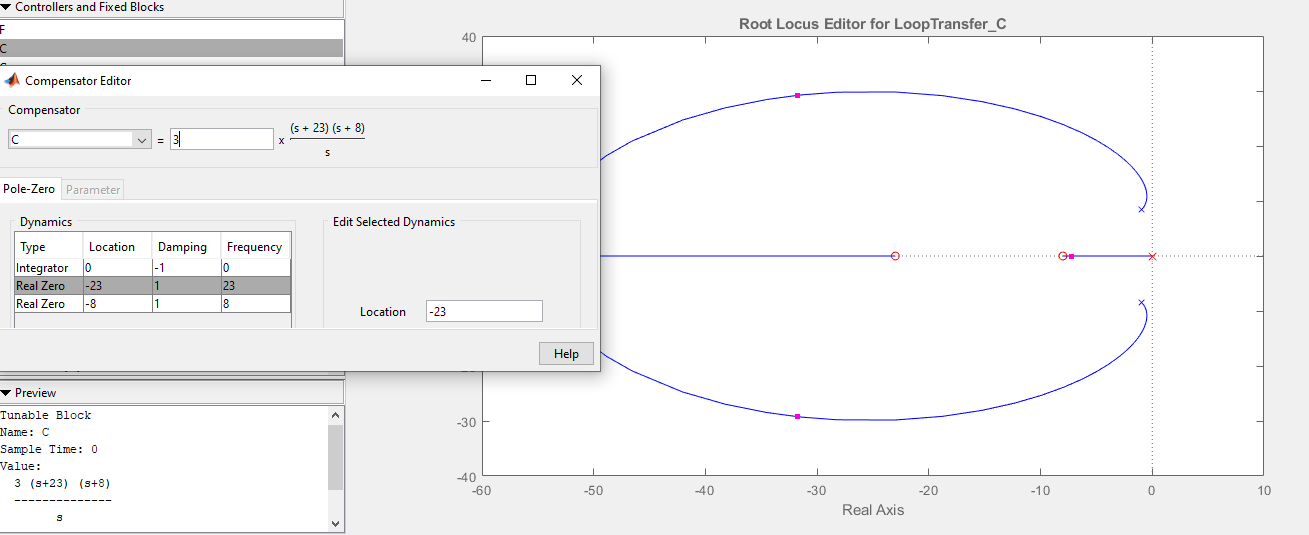 Controllers and Fixed Blocks
F
C
Compensator Editor
Compensator
C = 3 x (s + 23) (s + 8)
s
Pole-Zero Parameter
Dynamics
Type Location Damping Frequency
Integrator 0 -1 0
Real Zero -23 1 23
Real Zero -8 1 8
Edit Selected Dynamics
Location -23
Help
Preview
Tunable Block
Name: C
Sample Time: 0
Value:
3 (s+23) (s+8)
--------------
s
Root Locus Editor for LoopTransfer_C
40
-30
-40
-60 -50 -40 -30 -20 -10 0 10
Real Axis